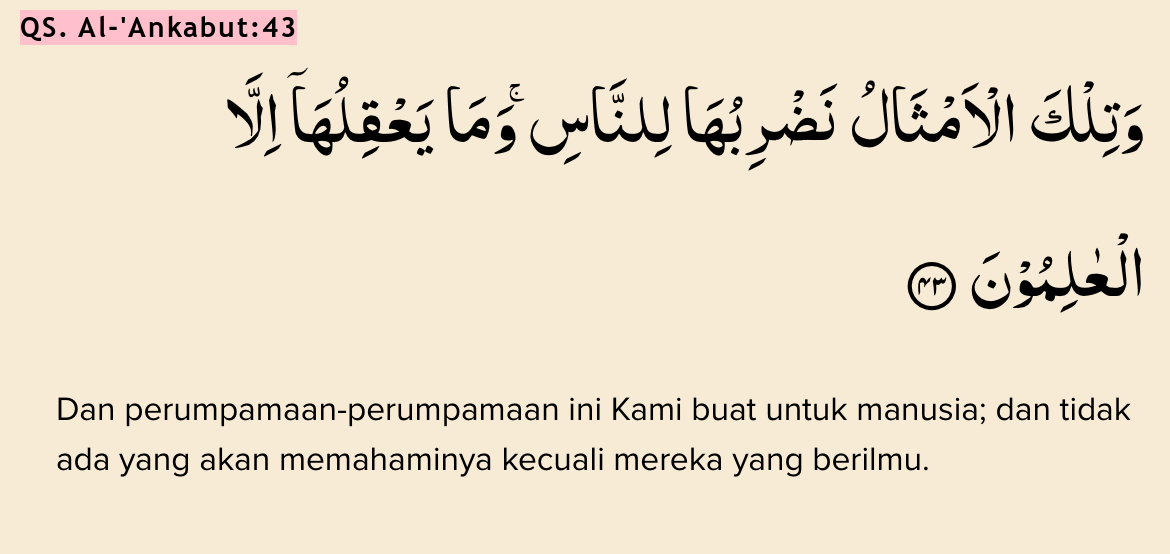 QS. Al-'Ankabut:43
وَتِلْكَ الْاَمْثَالُ نَضْرِبُهَا لِلنَّاسِۚ وَمَا يَعْقِلُهَآ اِلَّا
الْعٰلِمُوْنَ ۝٤٣
Dan perumpamaan-perumpamaan ini Kami buat untuk manusia; dan tidak
ada yang akan memahaminya kecuali mereka yang berilmu.